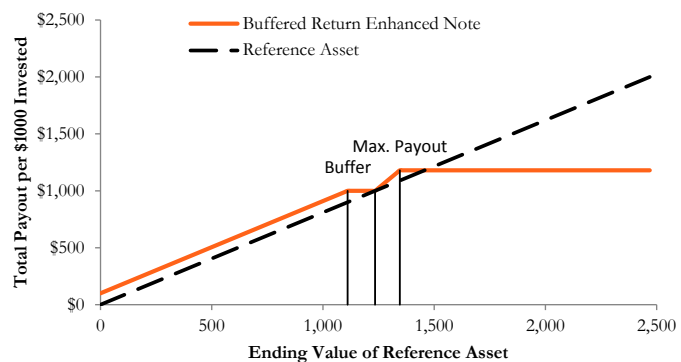 $2,500
Buffered Return Enhanced Note
Reference Asset
$2,000
$1,500
Max. Payout
Buffer
$1,000
$500
$0
0
500
1,000
1,500
2,000
2,500
Total Payout per $1000 Invested
Ending Value of Reference Asset